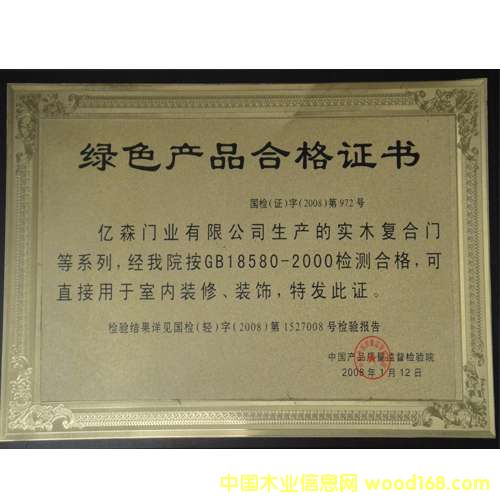 绿色产品合格证书
国检(证)字(2008)第972号
亿森门业有限公司生产的实木复合门
等系列,经我院按GB18580-2000检测合格,可
直接用于室内装修、装饰,特发此证。
检验结果详见国检(轻)字(2008)第1527008号检验报告
中国产品质量监督检验院
2008年1月12日
中国木业信息网 wood168.com